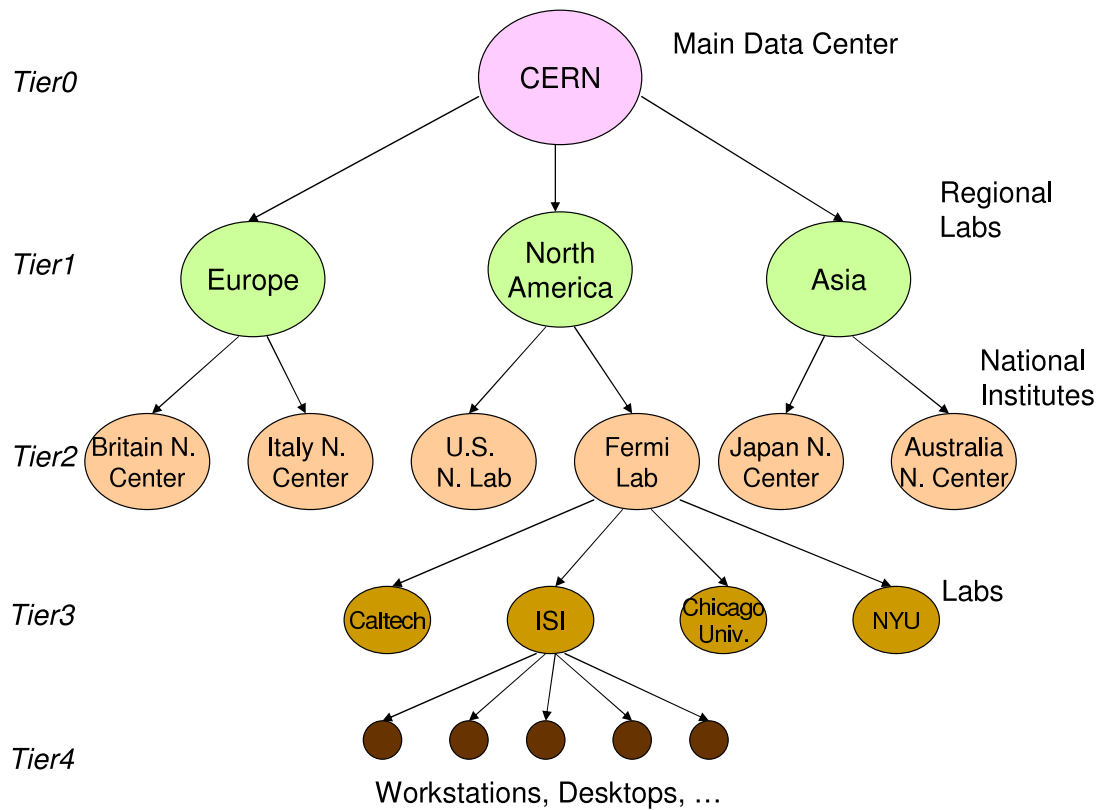 Main Data Center
Tier0
CERN
Regional
Labs
Tier1
Europe
North
America
Asia
National
Institutes
Tier2
Britain N.
Center
Italy N.
Center
U.S.
N. Lab
Fermi
Lab
Japan N.
Center
Australia
N. Center
Labs
Tier3
Caltech
ISI
Chicago
Univ.
NYU
Tier4
Workstations, Desktops, …